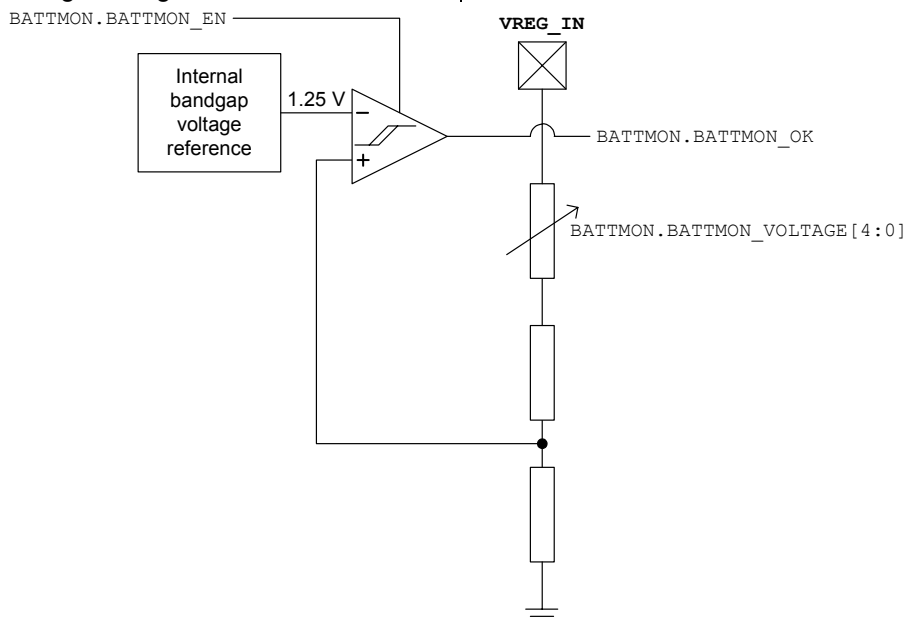 BATTMON.BATTMON_EN
VREG_IN
Internal
bandgap
voltage
reference
1.25 V
−
+
BATTMON.BATTMON_OK
BATTMON.BATTMON_VOLTAGE[4:0]